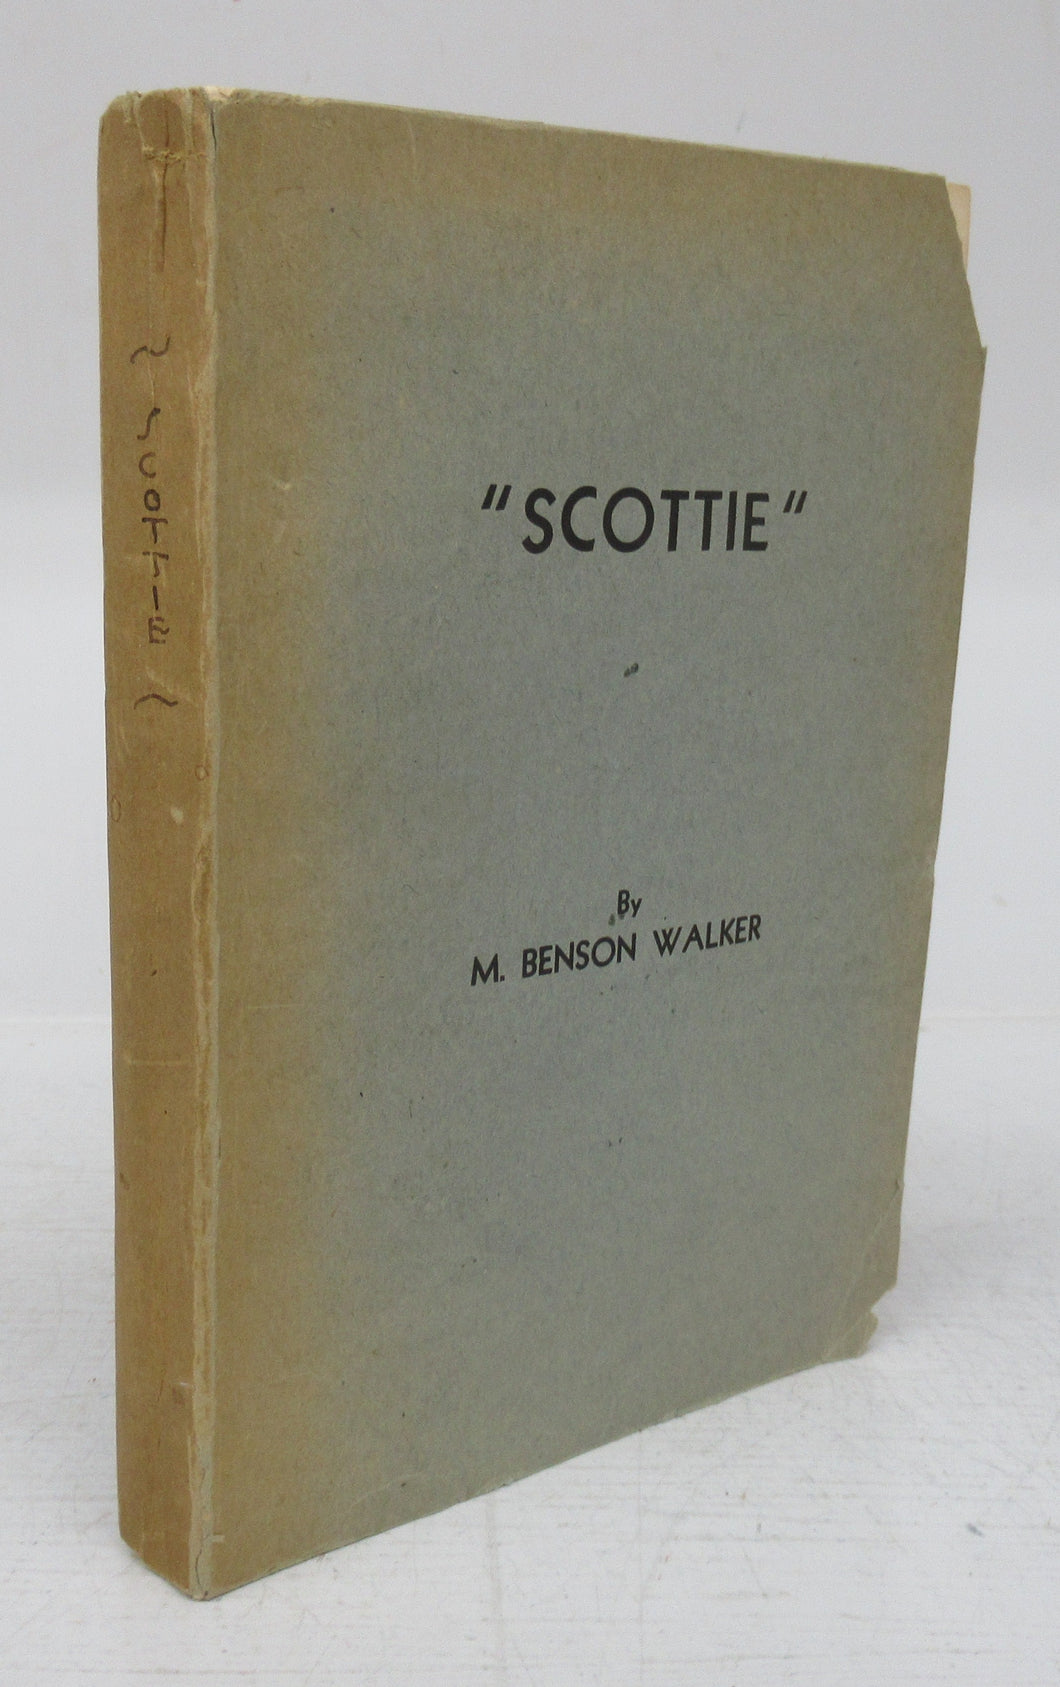 ~ SCOTTIE ~
"SCOTTIE"
By
M. BENSON WALKER